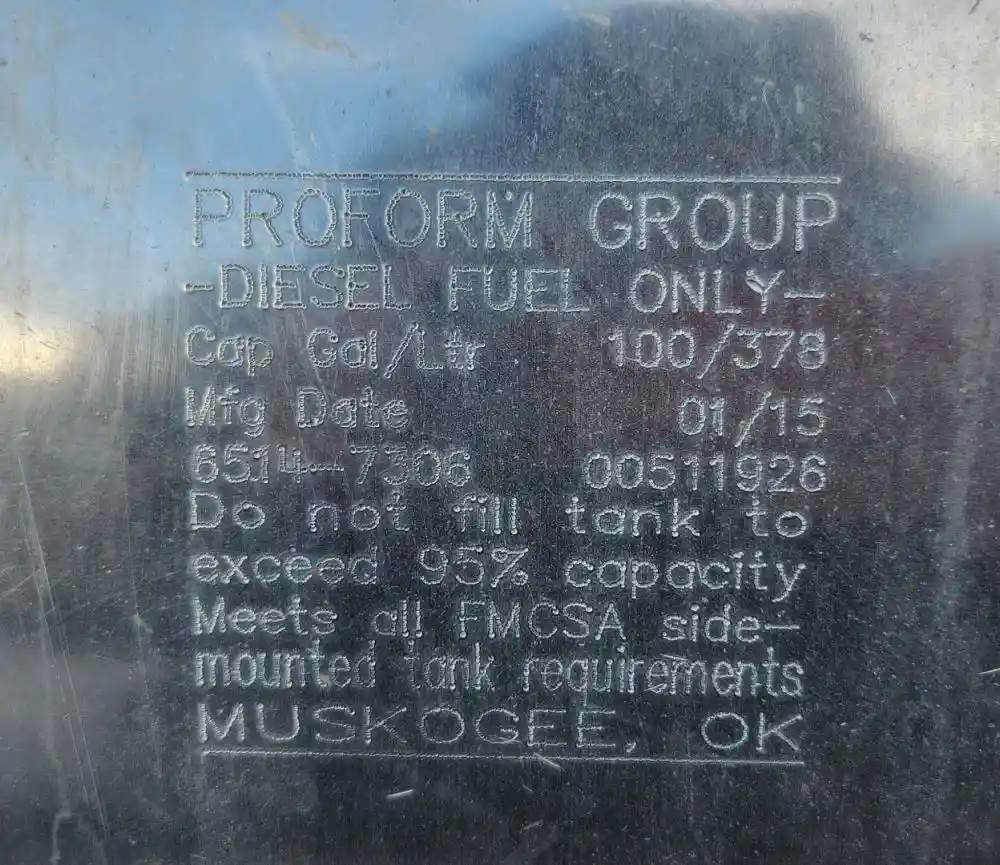 PROFORM GROUP
-DIESEL FUEL ONLY-
Cap Gal/Ltr 100/378
Mfg Date 01/15
6514-7306 00511926
Do not fill tank to
exceed 95% capacity
Meets all FMCSA side-
mounted tank requirements
MUSKOGEE, OK